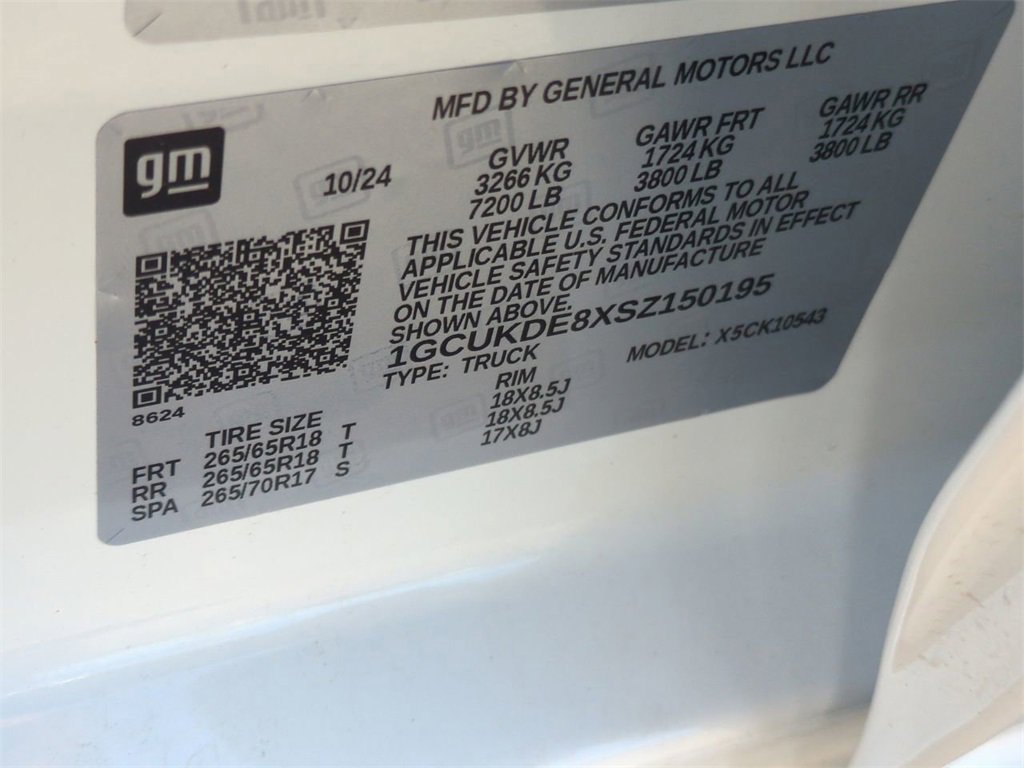 MFD BY GENERAL MOTORS LLC
gm
10/24
GVWR
3266 KG
7200 LB
GAWR FRT
1724 KG
3800 LB
GAWR RR
1724 KG
3800 LB
THIS VEHICLE CONFORMS TO ALL
APPLICABLE U.S. FEDERAL MOTOR
VEHICLE SAFETY STANDARDS IN EFFECT
ON THE DATE OF MANUFACTURE
SHOWN ABOVE.
1GCUKDE8XSZ150195
TYPE: TRUCK
MODEL: X5CK10543
8624
TIRE SIZE RIM
FRT 265/65R18 T 18X8.5J
RR 265/65R18 T 18X8.5J
SPA 265/70R17 S 17X8J